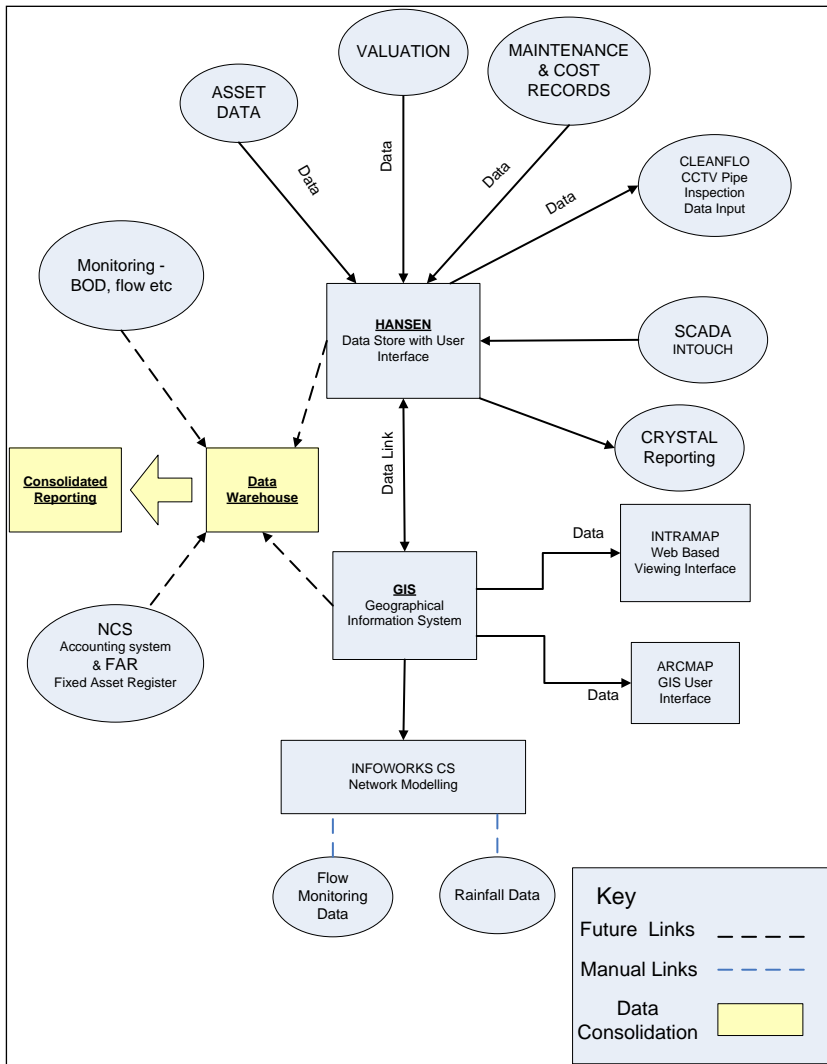 VALUATION
MAINTENANCE
& COST
RECORDS
ASSET
DATA
Data
Data
Data
Data
CLEANFLO
CCTV Pipe
Inspection
Data Input
Monitoring -
BOD, flow etc
HANSEN
Data Store with User
Interface
SCADA
INTOUCH
CRYSTAL
Reporting
Data Link
Consolidated
Reporting
Data
Warehouse
Data
INTRAMAP
Web Based
Viewing Interface
GIS
Geographical
Information System
NCS
Accounting system
& FAR
Fixed Asset Register
Data
ARCMAP
GIS User
Interface
INFOWORKS CS
Network Modelling
Flow
Monitoring
Data
Rainfall Data
Key
Future Links
Manual Links
Data
Consolidation